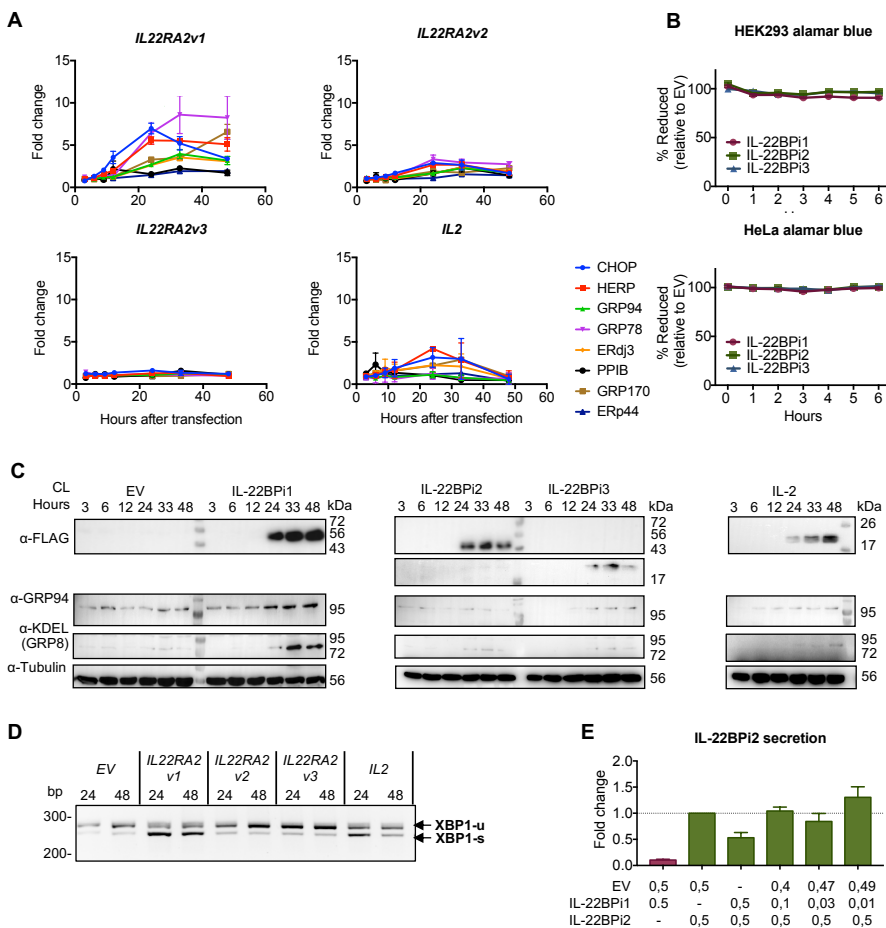 A
IL22RA2v1
Fold change
15
10
5
0
0 20 40 60
IL22RA2v2
Fold change
15
10
5
0
0 20 40 60
IL22RA2v3
Fold change
15
10
5
0
0 20 40 60
Hours after transfection
IL2
Fold change
15
10
5
0
0 10 20 30 40 50 60
Hours after transfection
CHOP
HERP
GRP94
GRP78
ERdj3
PPIB
GRP170
ERp44
B
HEK293 alamar blue
% Reduced
(relative to EV)
100
50
0
IL-22BPi1
IL-22BPi2
IL-22BPi3
0 1 2 3 4 5 6
HeLa alamar blue
% Reduced
(relative to EV)
100
0
IL-22BPi1
IL-22BPi2
IL-22BPi3
0 1 2 3 4 5 6
Hours
C
CL EV IL-22BPi1
Hours 3 6 12 24 33 48 3 6 12 24 33 48 kDa
α-FLAG
72
56
43
α-GRP94
95
α-KDEL
(GRP8)
95
72
α-Tubulin
56
IL-22BPi2 IL-22BPi3
3 6 12 24 33 48 3 6 12 24 33 48 kDa
72
56
43
17
95
95
72
56
IL-2
3 6 12 24 33 48 kDa
26
17
95
95
72
56
D
EV IL22RA2 v1 IL22RA2 v2 IL22RA2 v3 IL2
bp 24 48 24 48 24 48 24 48 24 48
300-
200-
XBP1-u
XBP1-s
E
IL-22BPi2 secretion
Fold change
2.0
1.5
1.0
0.5
0.0
EV 0,5 0,5 - 0,4 0,47 0,49
IL-22BPi1 0,5 - 0,5 0,1 0,03 0,01
IL-22BPi2 - 0,5 0,5 0,5 0,5 0,5